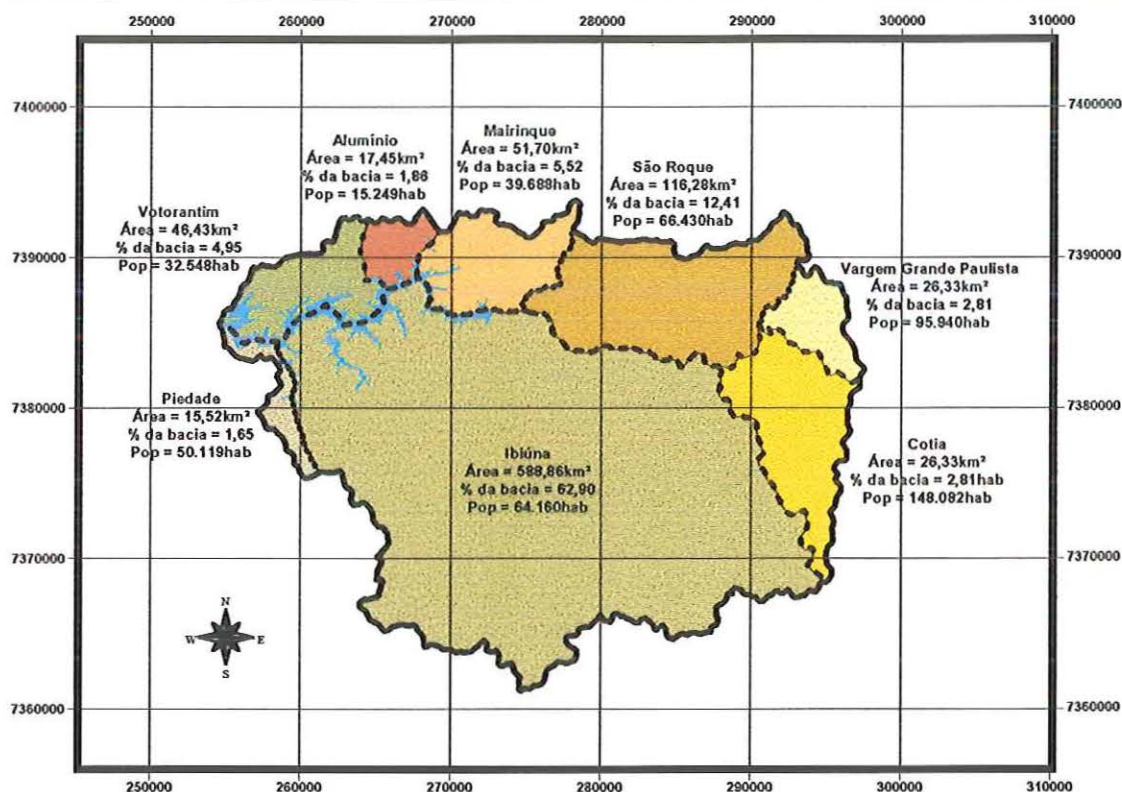 250000 260000 270000 280000 290000 300000 310000
7400000 7400000
Alumínio
Área = 17,45km²
% da bacia = 1,86
Pop = 15.249hab
Mairinque
Área = 51,70km²
% da bacia = 5,52
Pop = 39.688hab
São Roque
Área = 116,28km²
% da bacia = 12,41
Pop = 66.430hab
Votorantim
Área = 46,43km²
% da bacia = 4,95
Pop = 32.548hab
7390000 7390000
Vargem Grande Paulista
Área = 26,33km²
% da bacia = 2,81
Pop = 95.940hab
7380000 7380000
Piedade
Área = 15,52km²
% da bacia = 1,65
Pop = 50.119hab
Ibiúna
Área = 588,86km²
% da bacia = 62,90
Pop = 64.160hab
Cotia
Área = 26,33km²
% da bacia = 2,81hab
Pop = 148.082hab
7370000 7370000
N
W E
S
7360000 7360000
250000 260000 270000 280000 290000 300000 310000